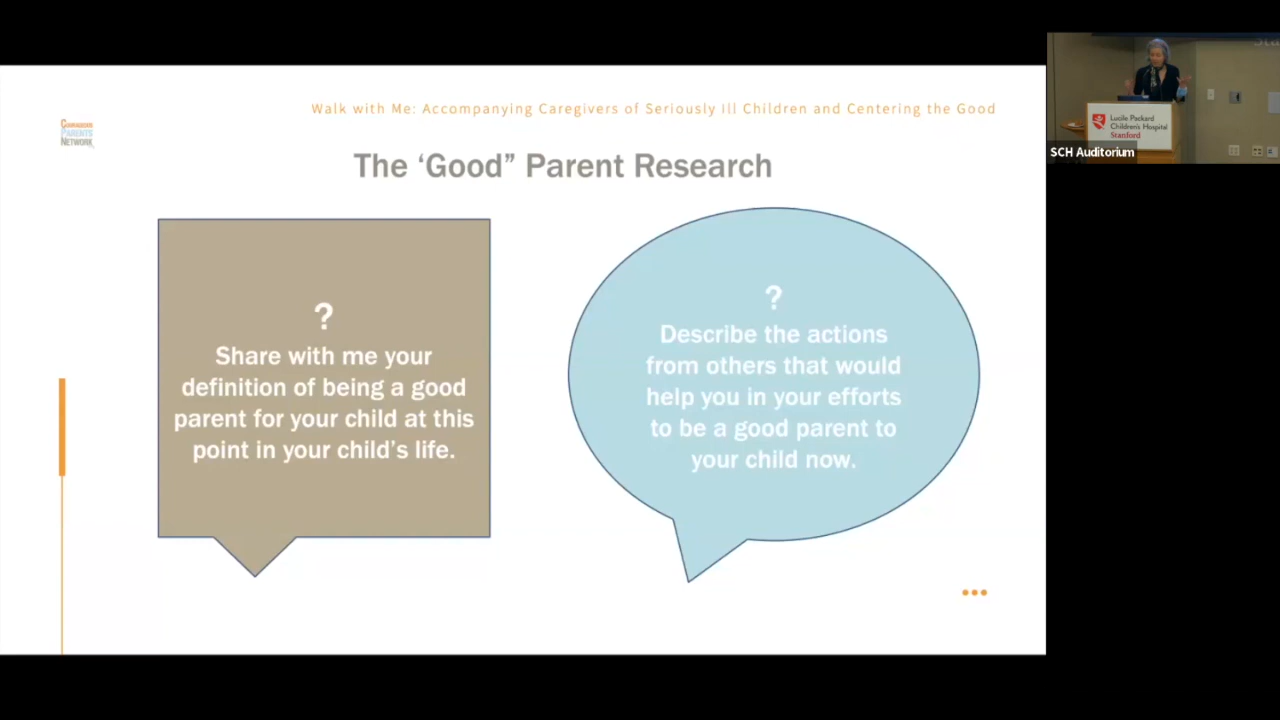 Walk with Me: Accompanying Caregivers of Seriously Ill Children and Centering the Good
COURAGEOUS
PARENTS
NETWORK
The ‘Good” Parent Research
?
Share with me your
definition of being a good
parent for your child at this
point in your child’s life.
?
Describe the actions
from others that would
help you in your efforts
to be a good parent to
your child now.
Lucile Packard
Children's Hospital
Stanford
SCH Auditorium